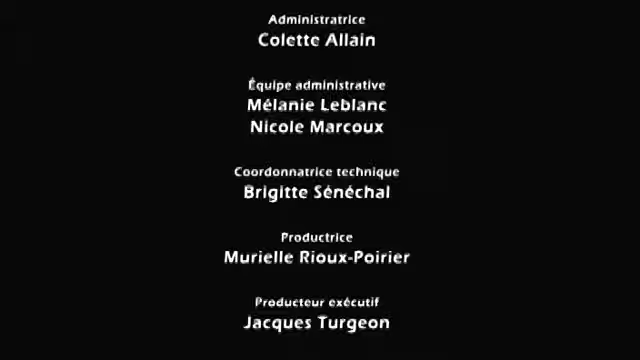 Administratrice
Colette Allain
Équipe administrative
Mélanie Leblanc
Nicole Marcoux
Coordonnatrice technique
Brigitte Sénéchal
Productrice
Murielle Rioux-Poirier
Producteur exécutif
Jacques Turgeon